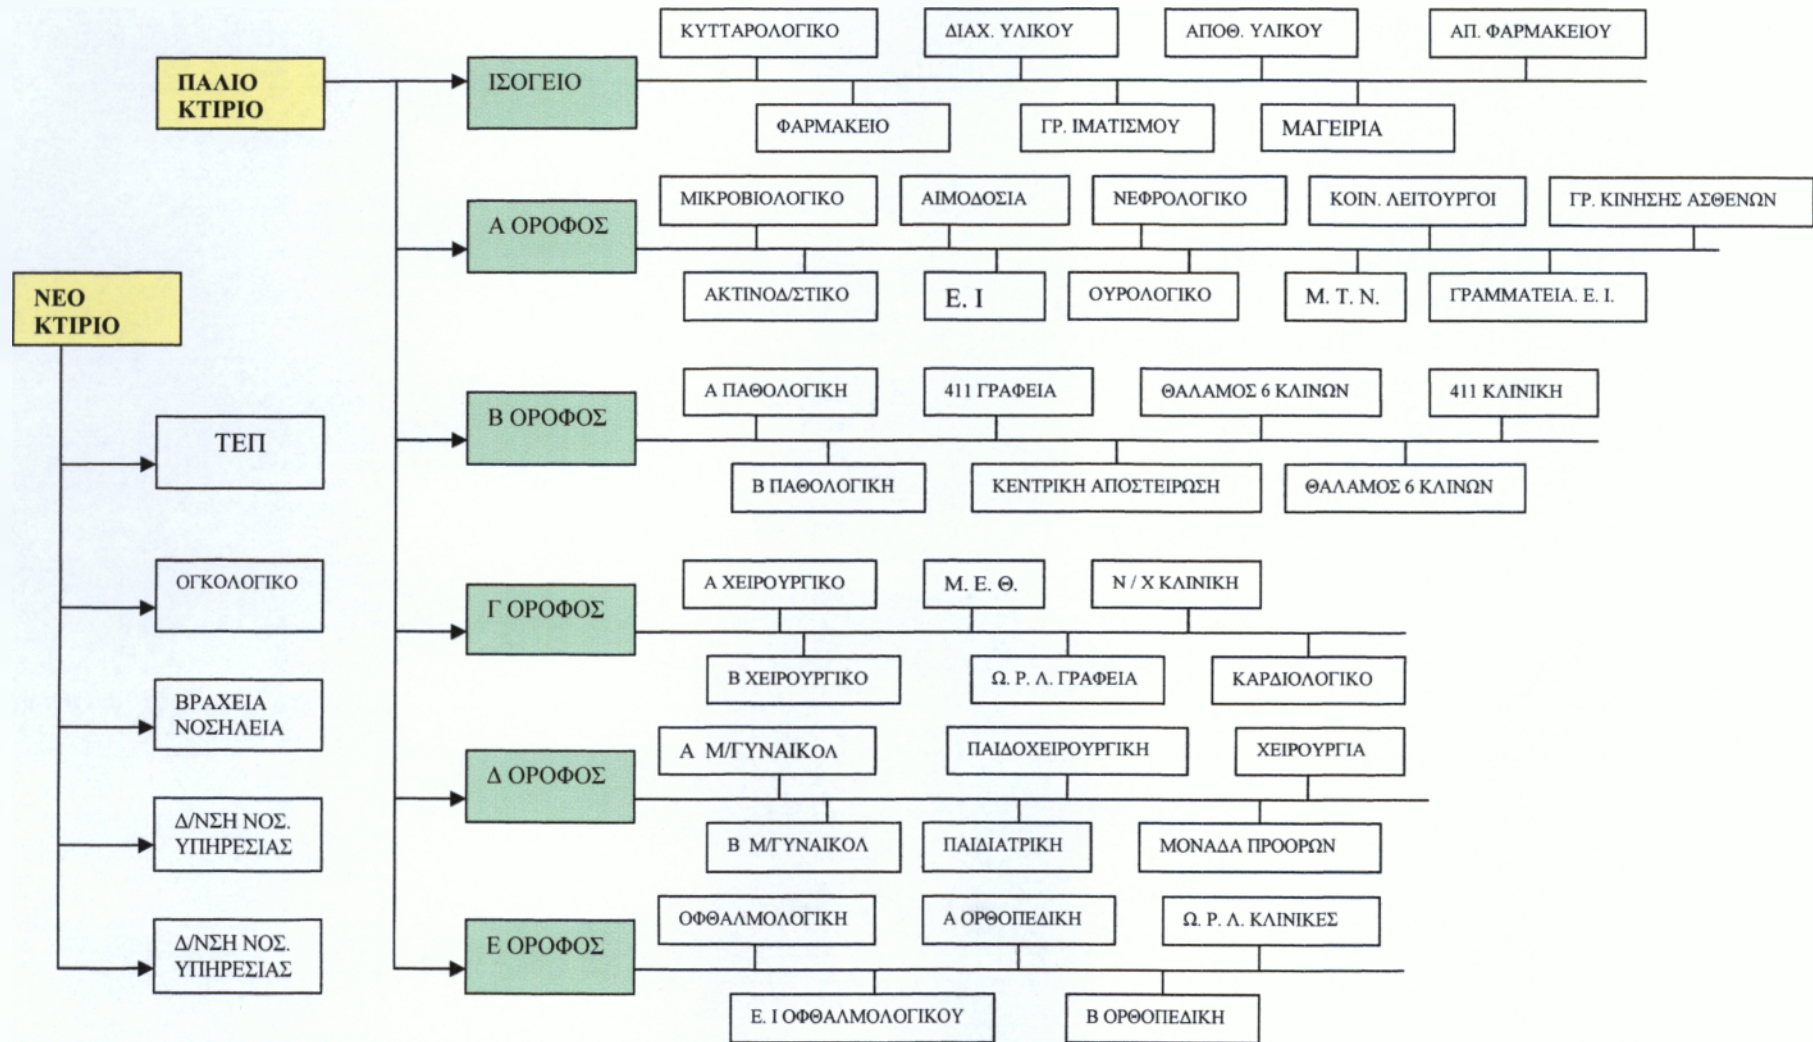 ΠΑΛΙΟ
ΚΤΙΡΙΟ
ΙΣΟΓΕΙΟ
ΚΥΤΤΑΡΟΛΟΓΙΚΟ
ΔΙΑΧ. ΥΛΙΚΟΥ
ΑΠΟΘ. ΥΛΙΚΟΥ
ΑΠ. ΦΑΡΜΑΚΕΙΟΥ
ΦΑΡΜΑΚΕΙΟ
ΓΡ. ΙΜΑΤΙΣΜΟΥ
ΜΑΓΕΙΡΙΑ
Α ΟΡΟΦΟΣ
ΜΙΚΡΟΒΙΟΛΟΓΙΚΟ
ΑΙΜΟΔΟΣΙΑ
ΝΕΦΡΟΛΟΓΙΚΟ
ΚΟΙΝ. ΛΕΙΤΟΥΡΓΟΙ
ΓΡ. ΚΙΝΗΣΗΣ ΑΣΘΕΝΩΝ
ΑΚΤΙΝΟΔ/ΣΤΙΚΟ
Ε. Ι
ΟΥΡΟΛΟΓΙΚΟ
Μ. Τ. Ν.
ΓΡΑΜΜΑΤΕΙΑ. Ε. Ι.
Β ΟΡΟΦΟΣ
Α ΠΑΘΟΛΟΓΙΚΗ
411 ΓΡΑΦΕΙΑ
ΘΑΛΑΜΟΣ 6 ΚΛΙΝΩΝ
411 ΚΛΙΝΙΚΗ
Β ΠΑΘΟΛΟΓΙΚΗ
ΚΕΝΤΡΙΚΗ ΑΠΟΣΤΕΙΡΩΣΗ
ΘΑΛΑΜΟΣ 6 ΚΛΙΝΩΝ
Γ ΟΡΟΦΟΣ
Α ΧΕΙΡΟΥΡΓΙΚΟ
Μ. Ε. Θ.
Ν / Χ ΚΛΙΝΙΚΗ
Β ΧΕΙΡΟΥΡΓΙΚΟ
Ω. Ρ. Λ. ΓΡΑΦΕΙΑ
ΚΑΡΔΙΟΛΟΓΙΚΟ
Δ ΟΡΟΦΟΣ
Α Μ/ΓΥΝΑΙΚΟΛ
ΠΑΙΔΟΧΕΙΡΟΥΡΓΙΚΗ
ΧΕΙΡΟΥΡΓΙΑ
Β Μ/ΓΥΝΑΙΚΟΛ
ΠΑΙΔΙΑΤΡΙΚΗ
ΜΟΝΑΔΑ ΠΡΟΟΡΩΝ
Ε ΟΡΟΦΟΣ
ΟΦΘΑΛΜΟΛΟΓΙΚΗ
Α ΟΡΘΟΠΕΔΙΚΗ
Ω. Ρ. Λ. ΚΛΙΝΙΚΕΣ
Ε. Ι ΟΦΘΑΛΜΟΛΟΓΙΚΟΥ
Β ΟΡΘΟΠΕΔΙΚΗ
ΝΕΟ
ΚΤΙΡΙΟ
ΤΕΠ
ΟΓΚΟΛΟΓΙΚΟ
ΒΡΑΧΕΙΑ
ΝΟΣΗΛΕΙΑ
Δ/ΝΣΗ ΝΟΣ.
ΥΠΗΡΕΣΙΑΣ
Δ/ΝΣΗ ΝΟΣ.
ΥΠΗΡΕΣΙΑΣ